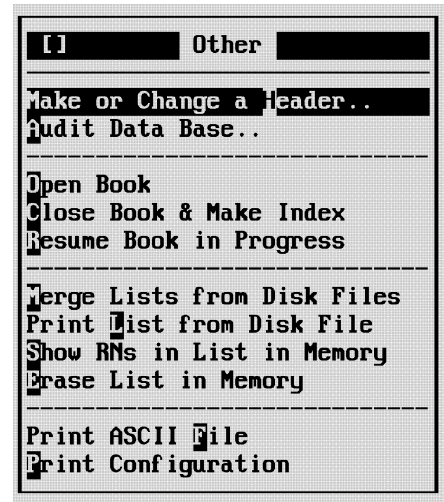 [] Other
Make or Change a Header..
Audit Data Base..
Open Book
Close Book & Make Index
Resume Book in Progress
Merge Lists from Disk Files
Print List from Disk File
Show RNs in List in Memory
Erase List in Memory
Print ASCII File
Print Configuration